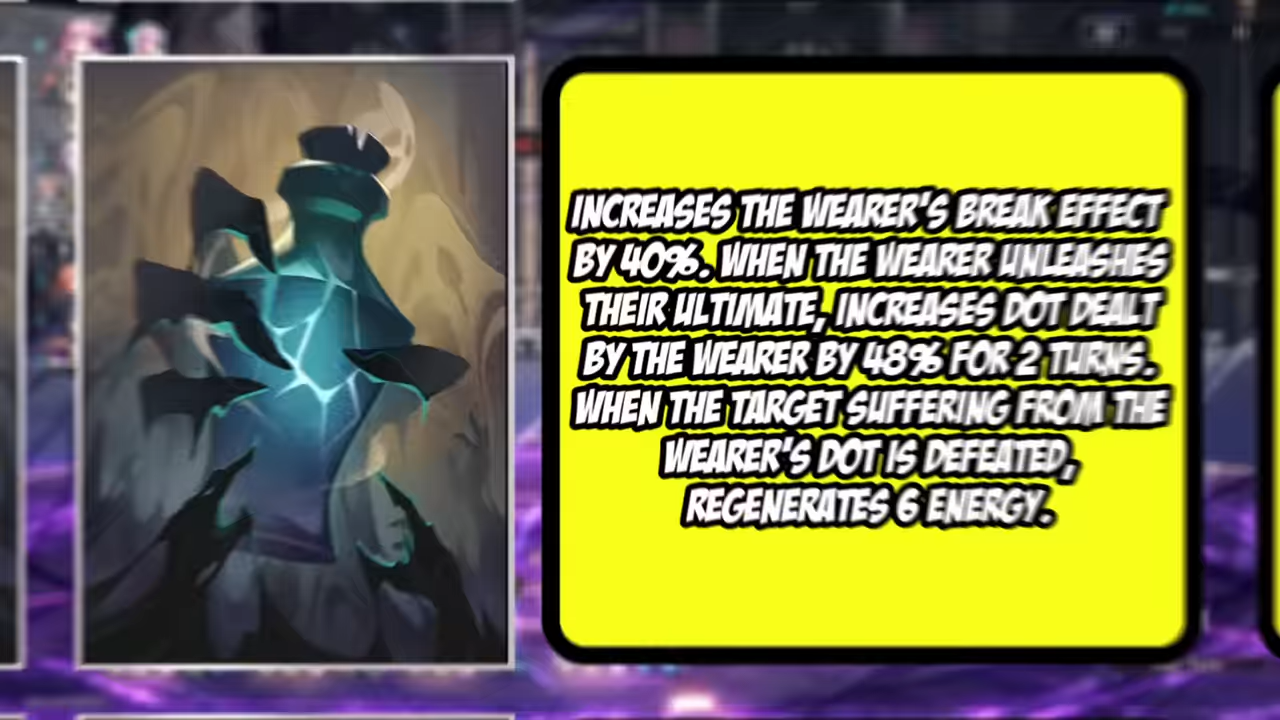 INCREASES THE WEARER'S BREAK EFFECT
BY 40%. WHEN THE WEARER UNLEASHES
THEIR ULTIMATE, INCREASES DOT DEALT
BY THE WEARER BY 48% FOR 2 TURNS.
WHEN THE TARGET SUFFERING FROM THE
WEARER'S DOT IS DEFEATED,
REGENERATES 6 ENERGY.